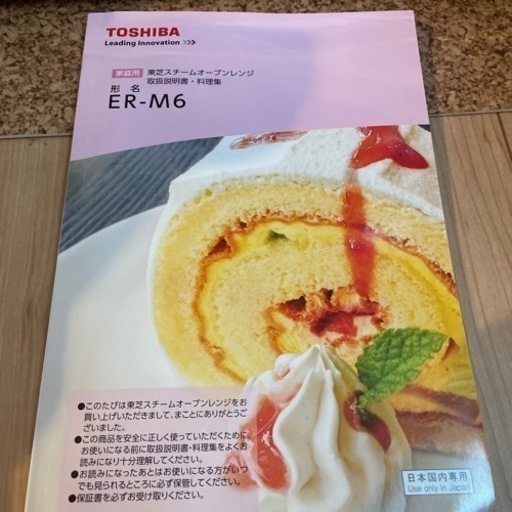 TOSHIBA
Leading Innovation >>>
家庭用 東芝スチームオーブンレンジ
取扱説明書・料理集
形 名
ER-M6
●このたびは東芝スチームオーブンレンジをお
買い上げいただきまして、まことにありがとうご
ざいました。
●この商品を安全に正しく使っていただくために、
お使いになる前に取扱説明書・料理集をよくお
読みになり十分理解してください。
●お読みになったあとはお使いになる方がいつ
でも見られるところに必ず保管してください。
●保証書を必ずお受け取りください。
日本国内専用
Use only in Japan